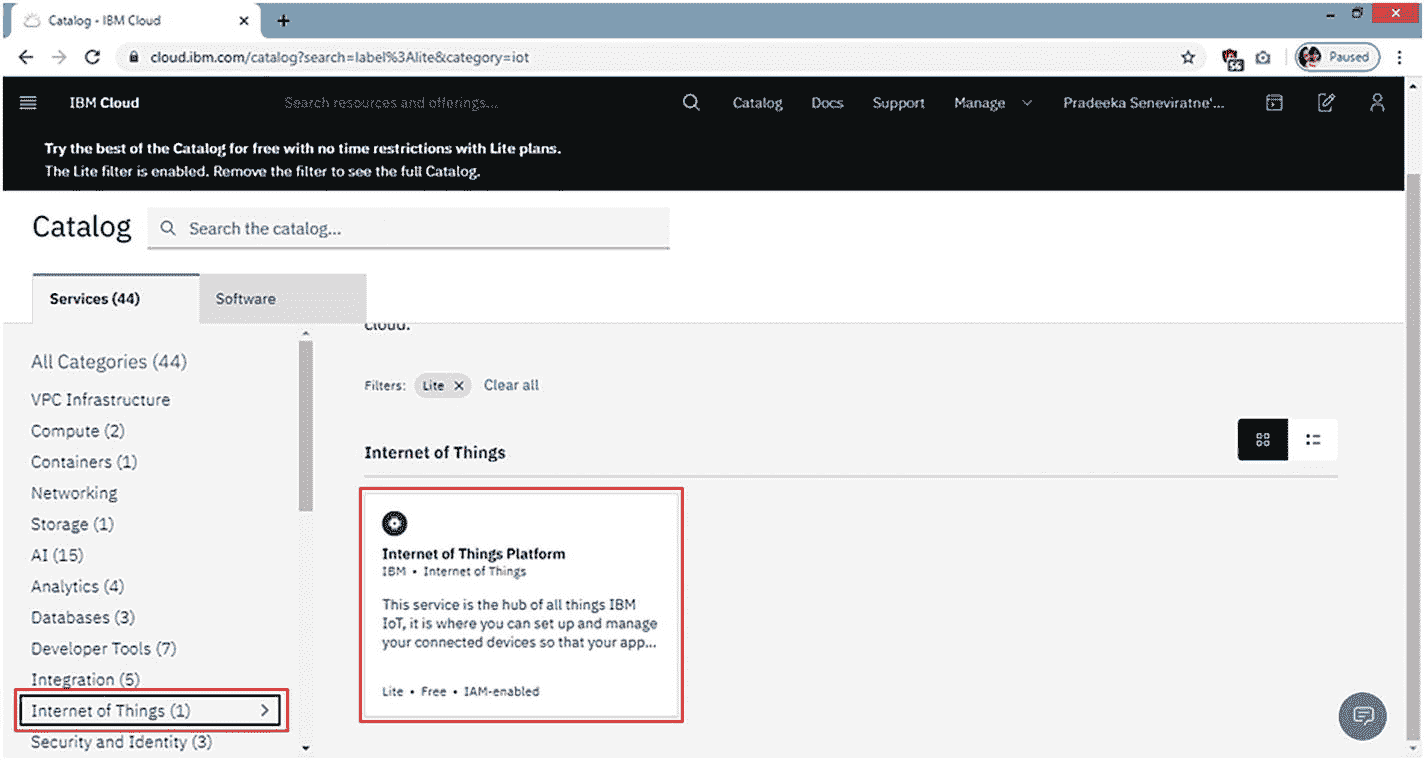 Catalog - IBM Cloud
cloud.ibm.com/catalog?search=label%3Alite&category=iot
Paused
IBM Cloud
Search resources and offerings...
Catalog
Docs
Support
Manage
Pradeeka Seneviratne'...
Try the best of the Catalog for free with no time restrictions with Lite plans.
The Lite filter is enabled. Remove the filter to see the full Catalog.
Catalog
Search the catalog...
Services (44)
Software
All Categories (44)
VPC Infrastructure
Compute (2)
Containers (1)
Networking
Storage (1)
AI (15)
Analytics (4)
Databases (3)
Developer Tools (7)
Integration (5)
Internet of Things (1)
Security and Identity (3)
Cloud.
Filters: Lite Clear all
Internet of Things
Internet of Things Platform
IBM • Internet of Things
This service is the hub of all things IBM
IoT, it is where you can set up and manage
your connected devices so that your app...
Lite • Free • IAM-enabled